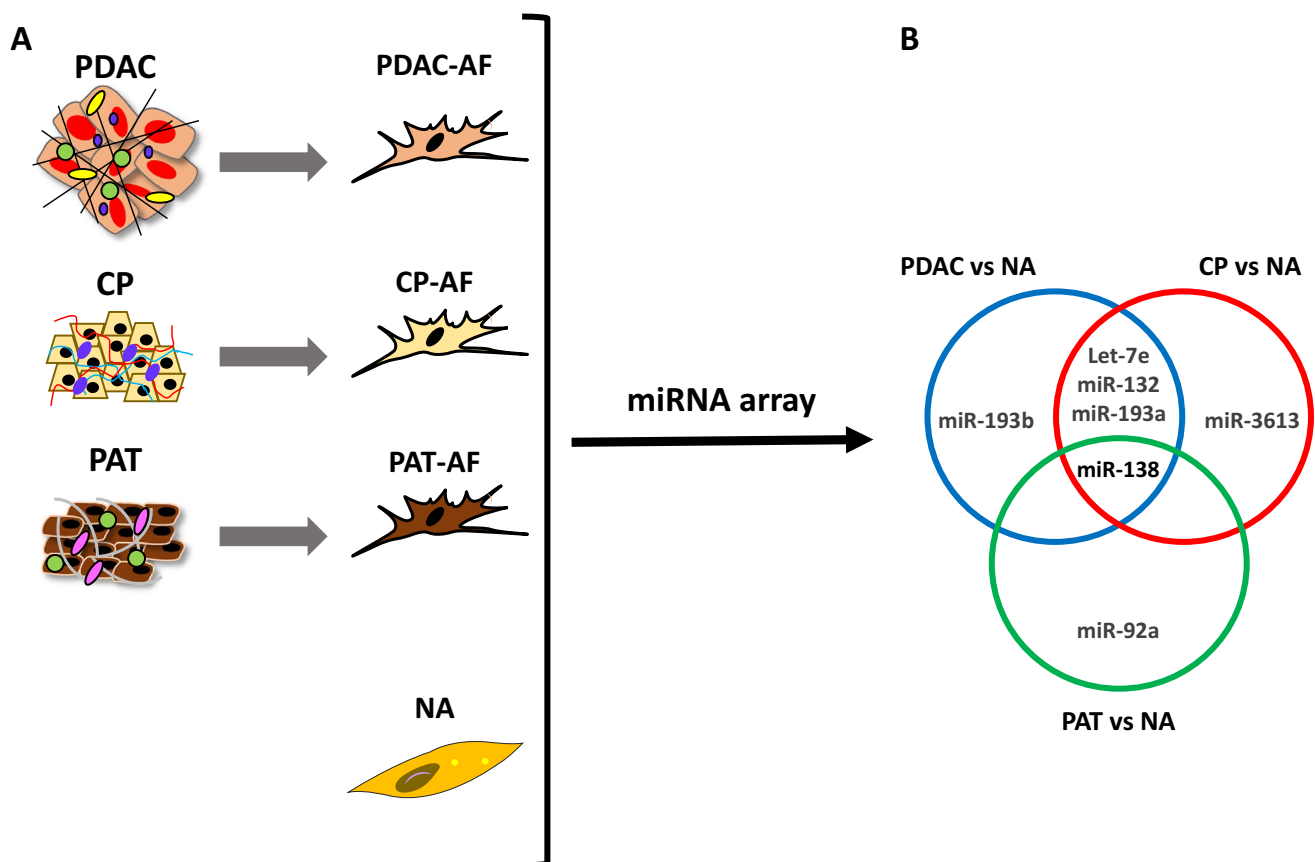 A
PDAC
PDAC-AF
CP
CP-AF
PAT
PAT-AF
NA
miRNA array
B
PDAC vs NA
CP vs NA
Let-7e
miR-132
miR-193a
miR-193b
miR-3613
miR-138
miR-92a
PAT vs NA